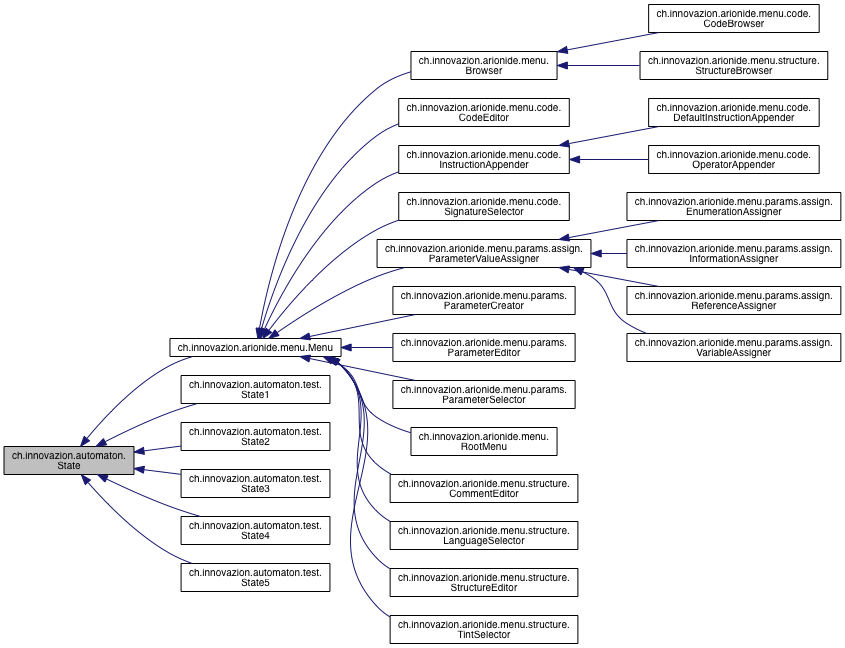 ch.innovazion.arionide.menu.code.
CodeBrowser
ch.innovazion.arionide.menu.
Browser
ch.innovazion.arionide.menu.structure.
StructureBrowser
ch.innovazion.arionide.menu.code.
CodeEditor
ch.innovazion.arionide.menu.code.
DefaultInstructionAppender
ch.innovazion.arionide.menu.code.
InstructionAppender
ch.innovazion.arionide.menu.code.
OperatorAppender
ch.innovazion.arionide.menu.code.
SignatureSelector
ch.innovazion.arionide.menu.params.assign.
EnumerationAssigner
ch.innovazion.arionide.menu.params.assign.
ParameterValueAssigner
ch.innovazion.arionide.menu.params.assign.
InformationAssigner
ch.innovazion.arionide.menu.params.
ParameterCreator
ch.innovazion.arionide.menu.params.assign.
ReferenceAssigner
ch.innovazion.arionide.menu.Menu
ch.innovazion.arionide.menu.params.
ParameterEditor
ch.innovazion.arionide.menu.params.assign.
VariableAssigner
ch.innovazion.automaton.test.
State1
ch.innovazion.arionide.menu.params.
ParameterSelector
ch.innovazion.automaton.test.
State2
ch.innovazion.arionide.menu.
RootMenu
ch.innovazion.automaton.
State
ch.innovazion.automaton.test.
State3
ch.innovazion.arionide.menu.structure.
CommentEditor
ch.innovazion.automaton.test.
State4
ch.innovazion.arionide.menu.structure.
LanguageSelector
ch.innovazion.automaton.test.
State5
ch.innovazion.arionide.menu.structure.
StructureEditor
ch.innovazion.arionide.menu.structure.
TintSelector